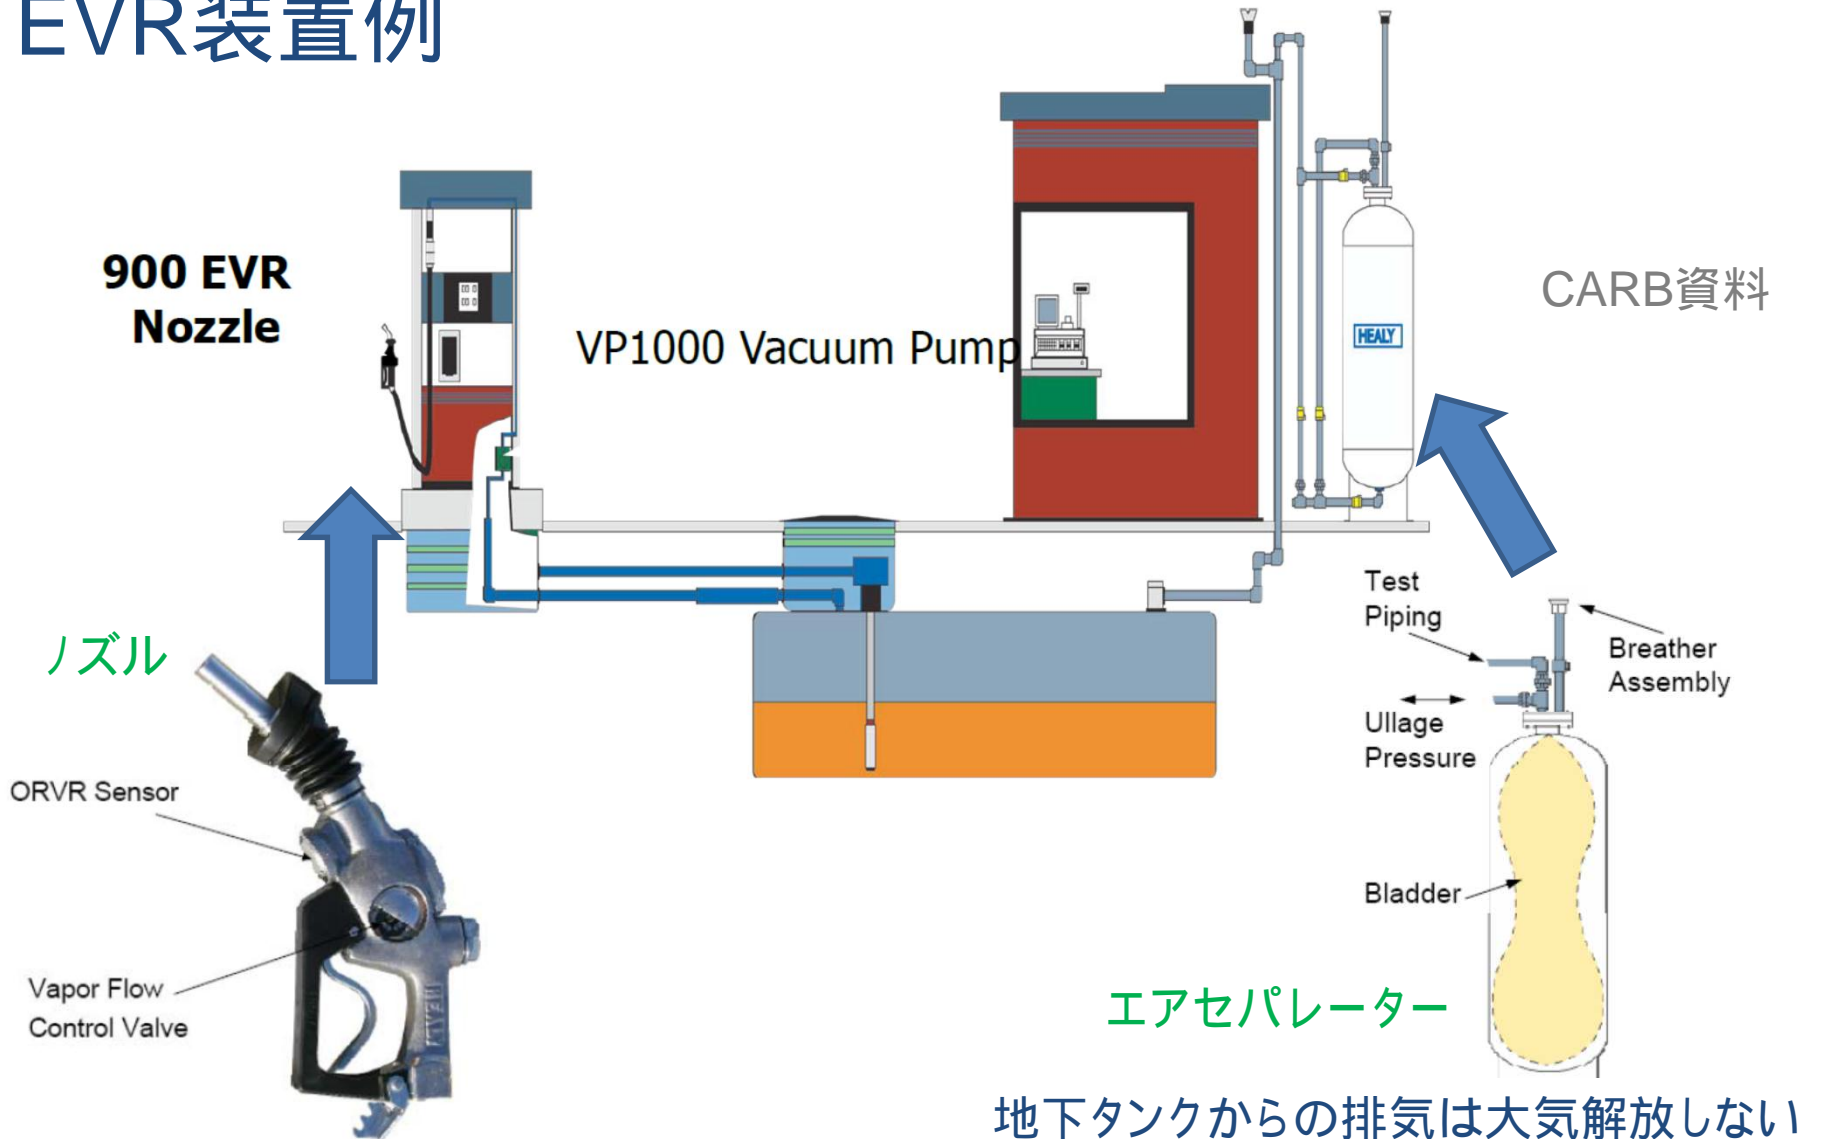 EVR装置例
900 EVR
Nozzle
VP1000 Vacuum Pump
HEALY
CARB資料
ノズル
ORVR Sensor
Vapor Flow
Control Valve
HEALY
Test
Piping
Breather
Assembly
Ullage
Pressure
Bladder
エアセパレーター
地下タンクからの排気は大気解放しない